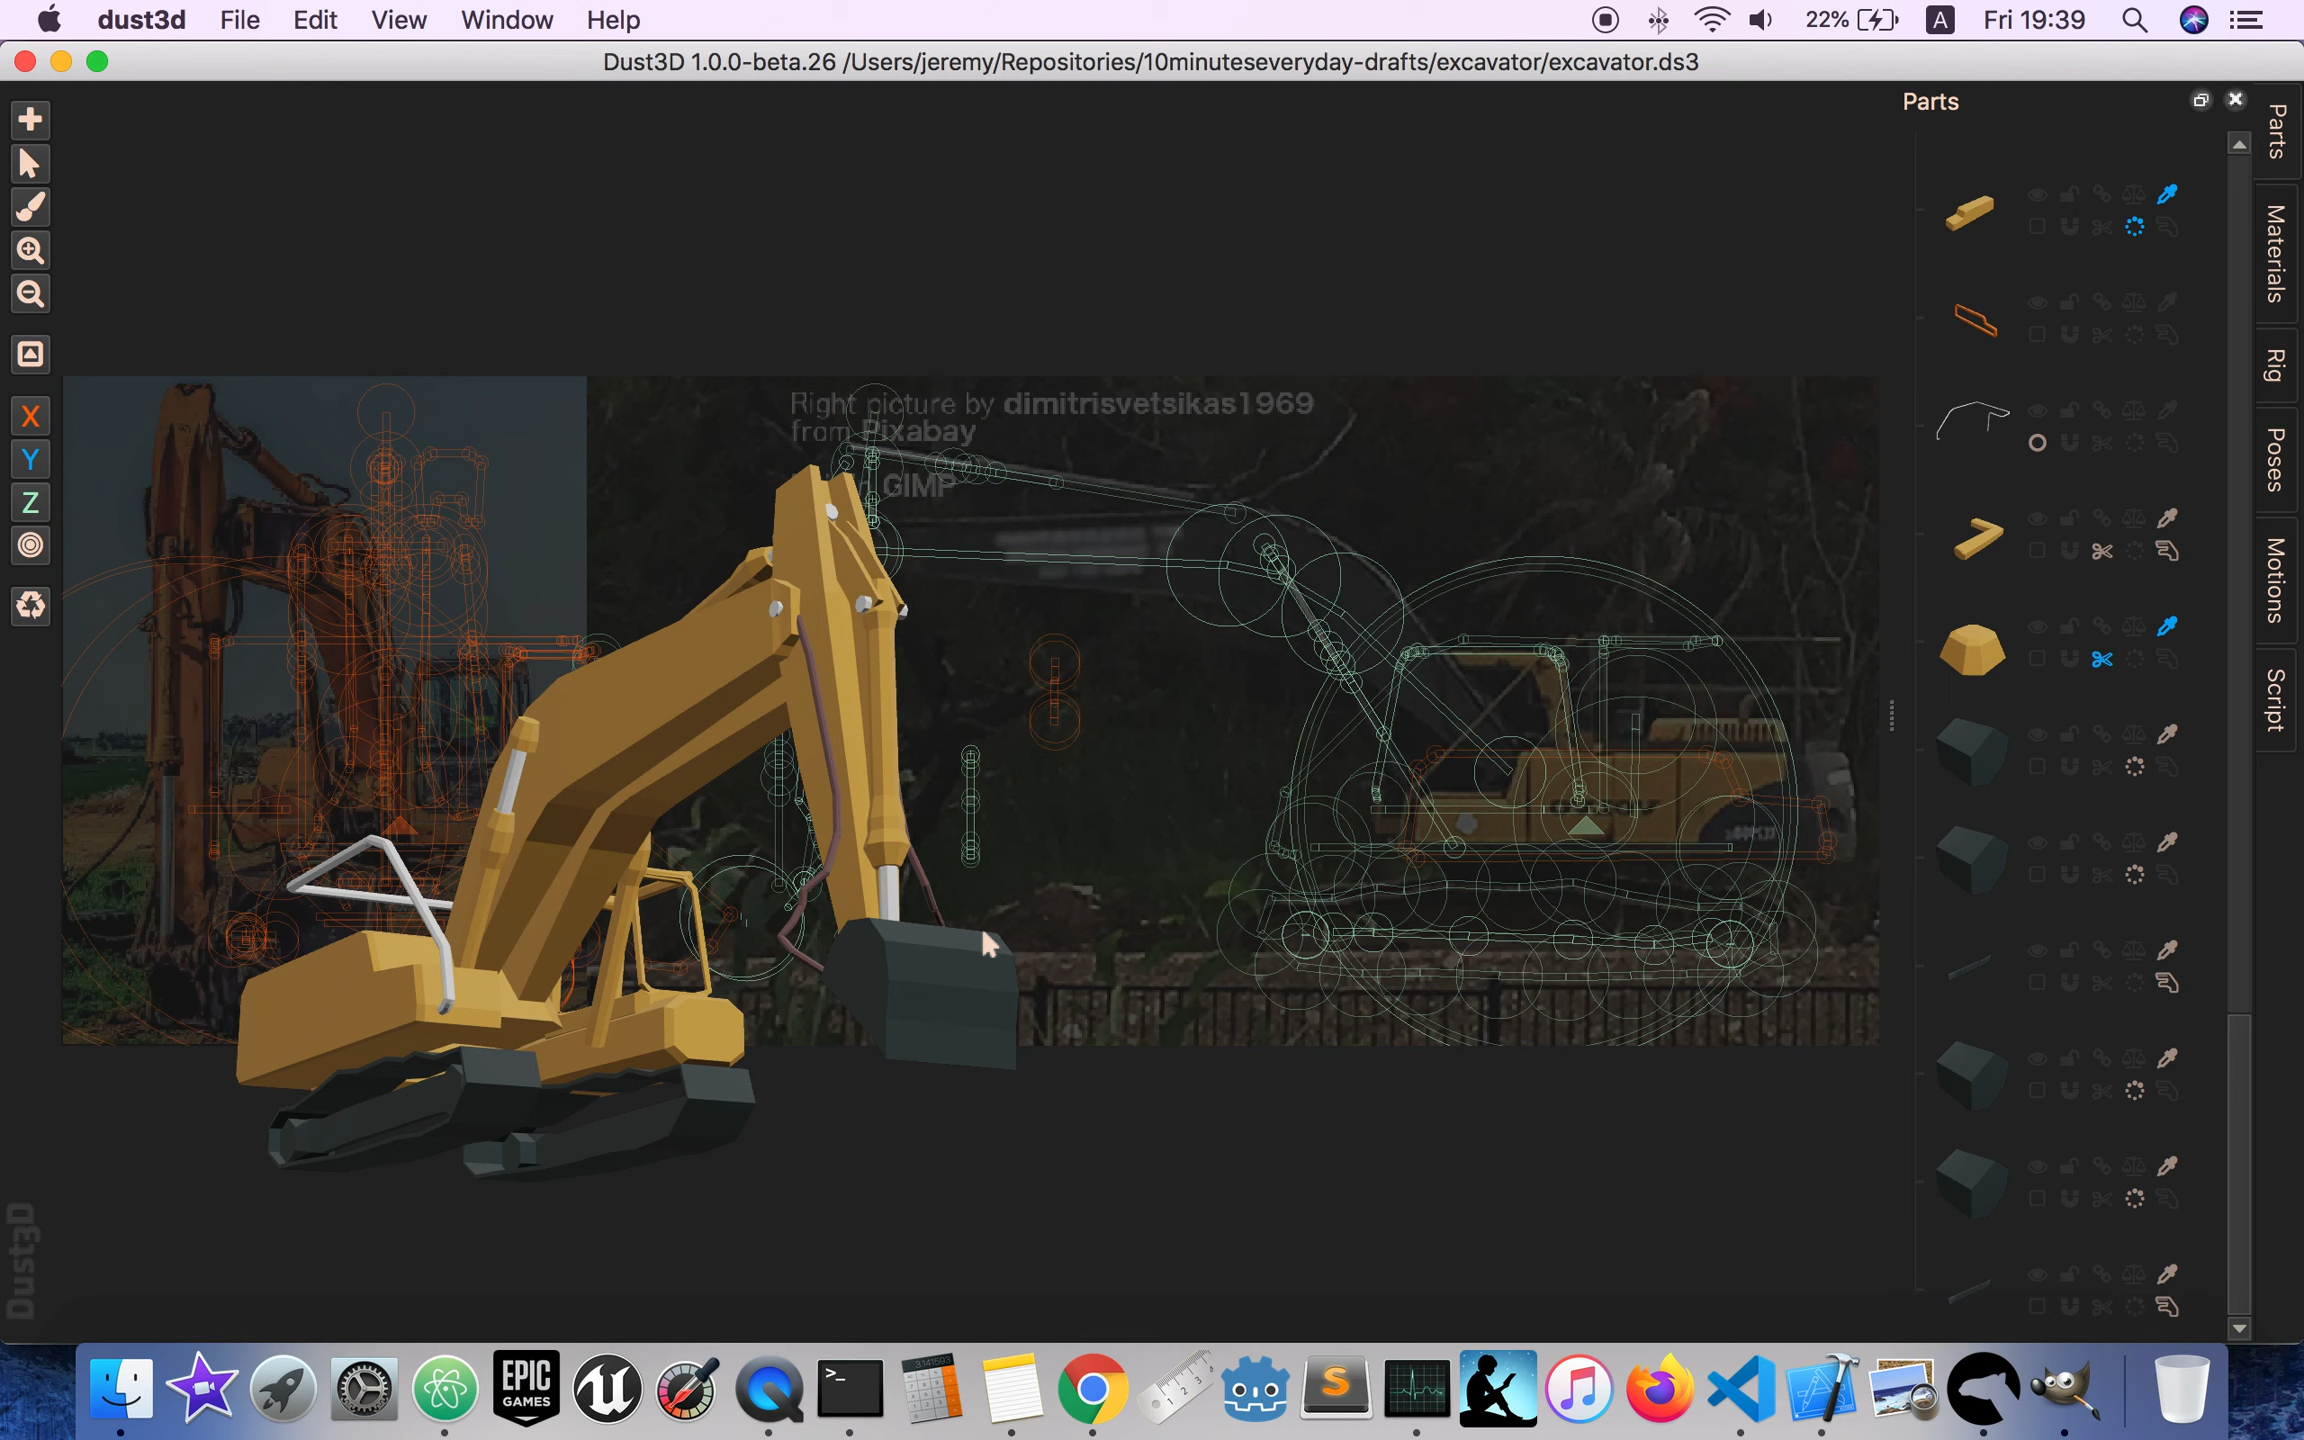 dust3d File Edit View Window Help 22% A Fri 19:39
Dust3D 1.0.0-beta.26 /Users/jeremy/Repositories/10minuteseveryday-drafts/excavator/excavator.ds3
Parts
Parts
Materials
Rig
Poses
Motions
Script
X
Y
Z
Right picture by dimitrisvetsikas1969
from Pixabay
GIMP
Dust3D
EPIC
GAMES
3.141593